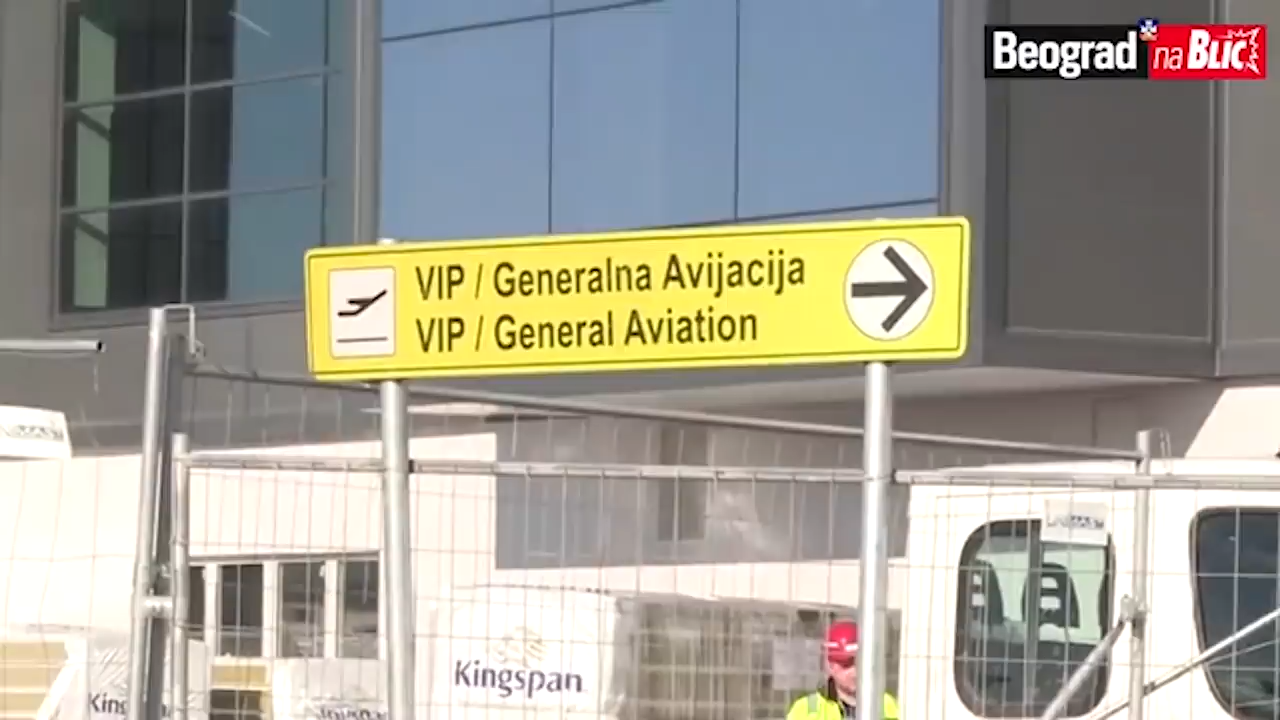 Beograd na Blic
VIP / Generalna Avijacija
VIP / General Aviation
Kingspan